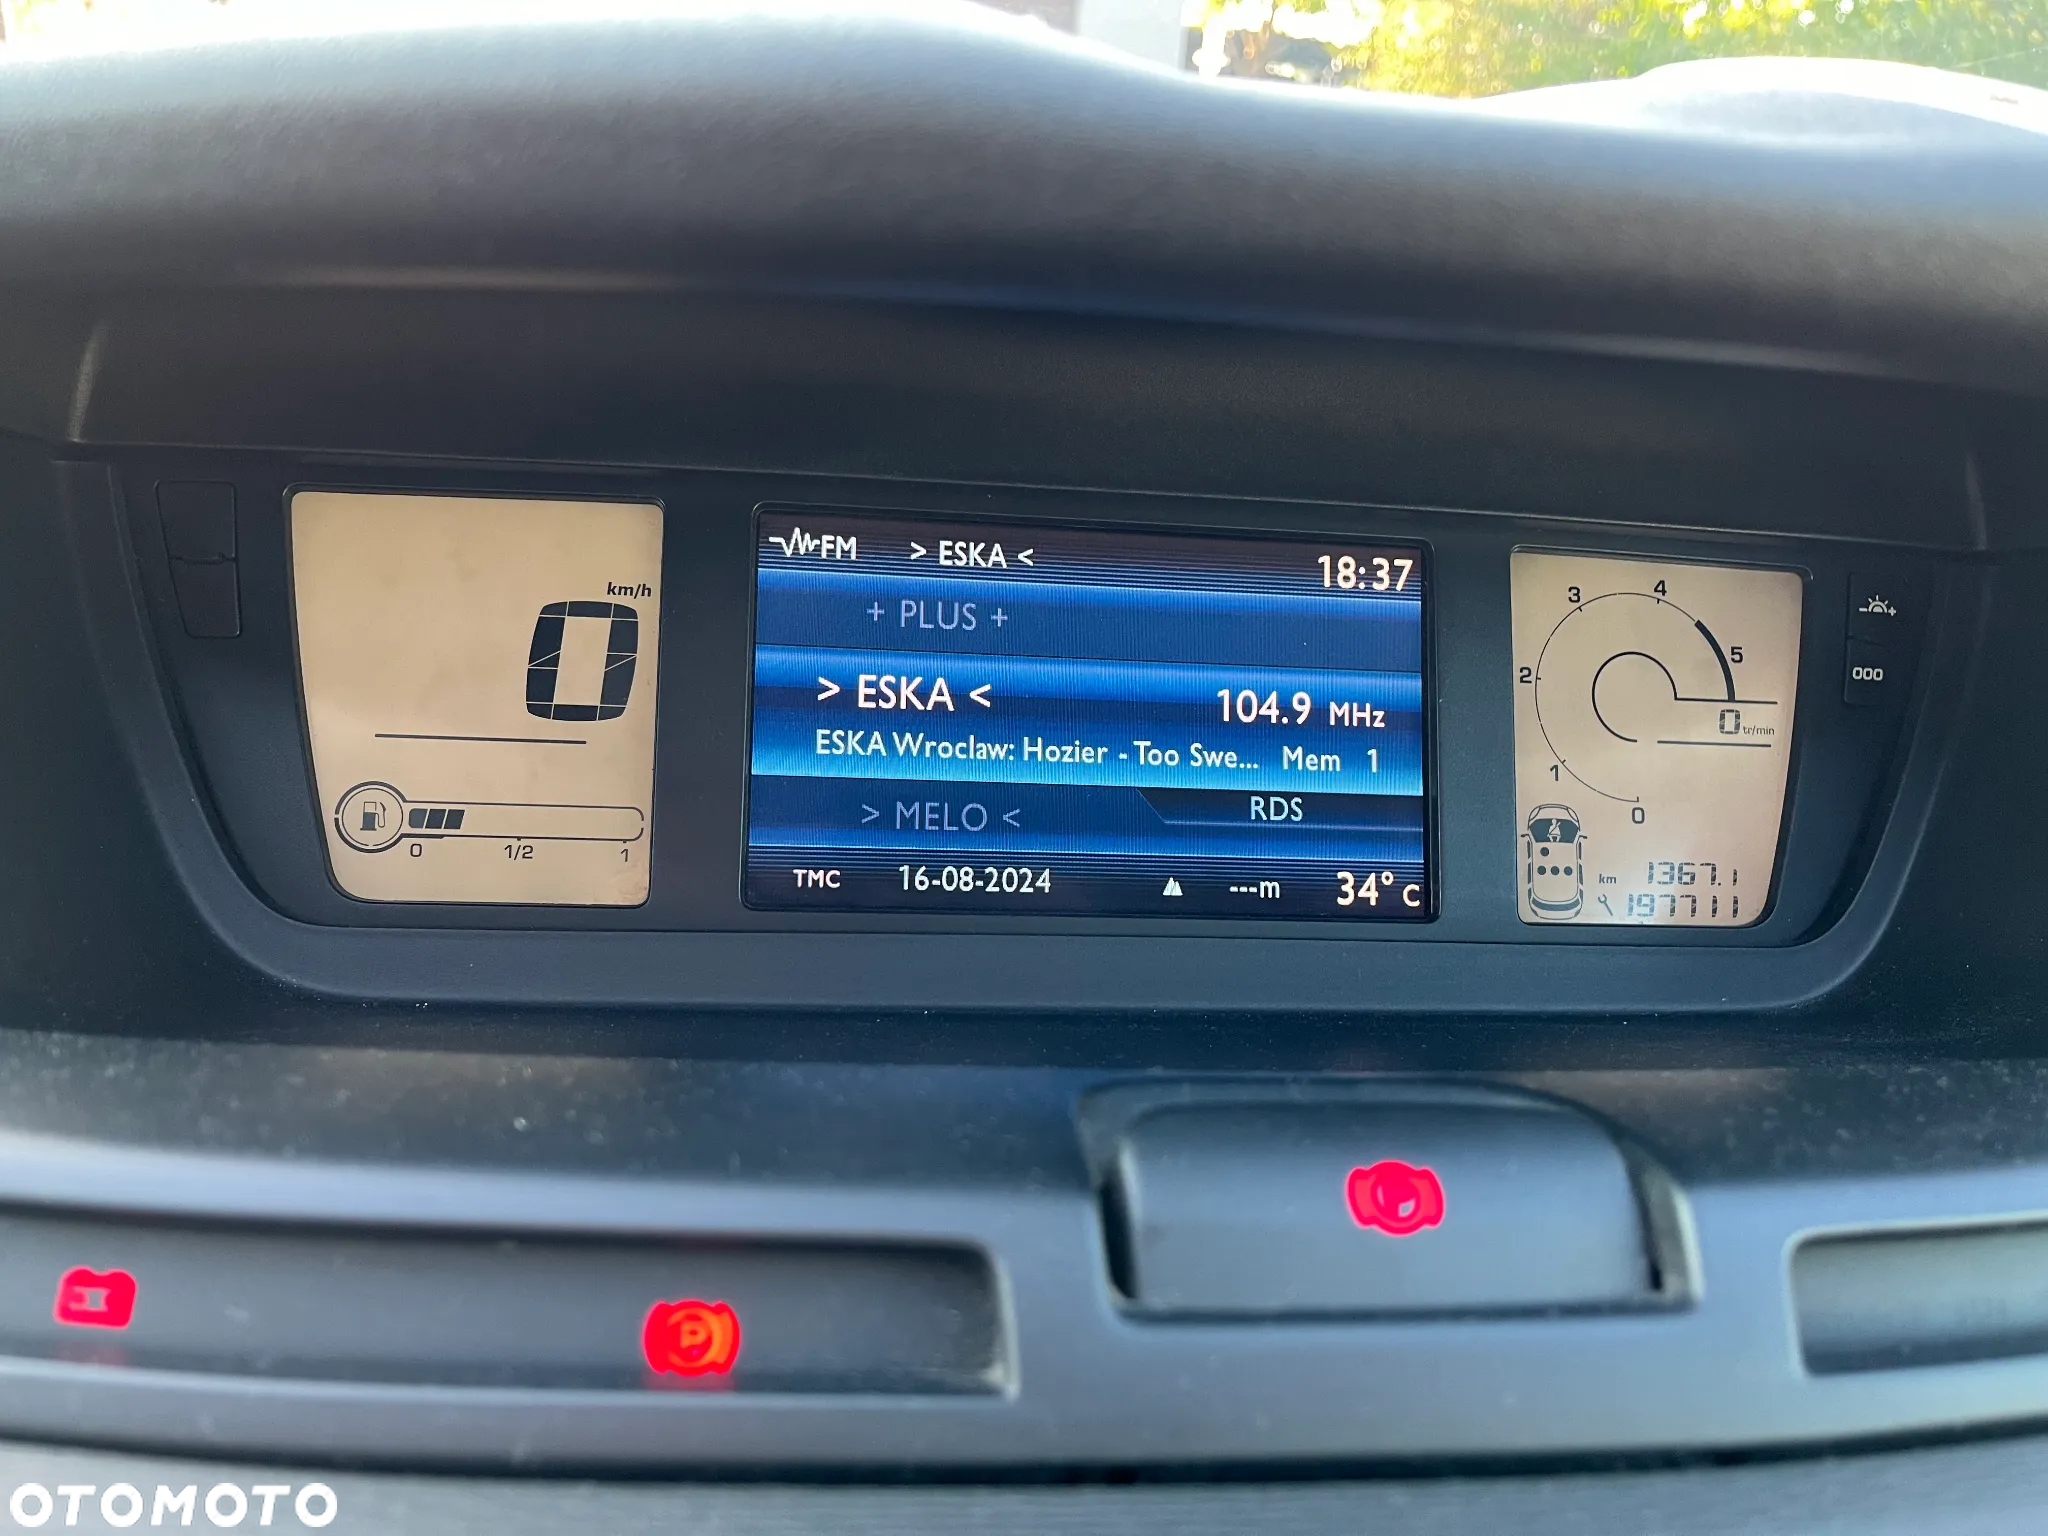 km/h
0
0 1/2 1
FM > ESKA < 18:37
+ PLUS +
> ESKA < 104.9 MHz
ESKA Wroclaw: Hozier - Too Swe... Mem 1
> MELO < RDS
TMC 16-08-2024 ---m 34° C
3 4
2 5
0 tr/min
1 0
km 1367.1
197711
000
P
OTOMOTO